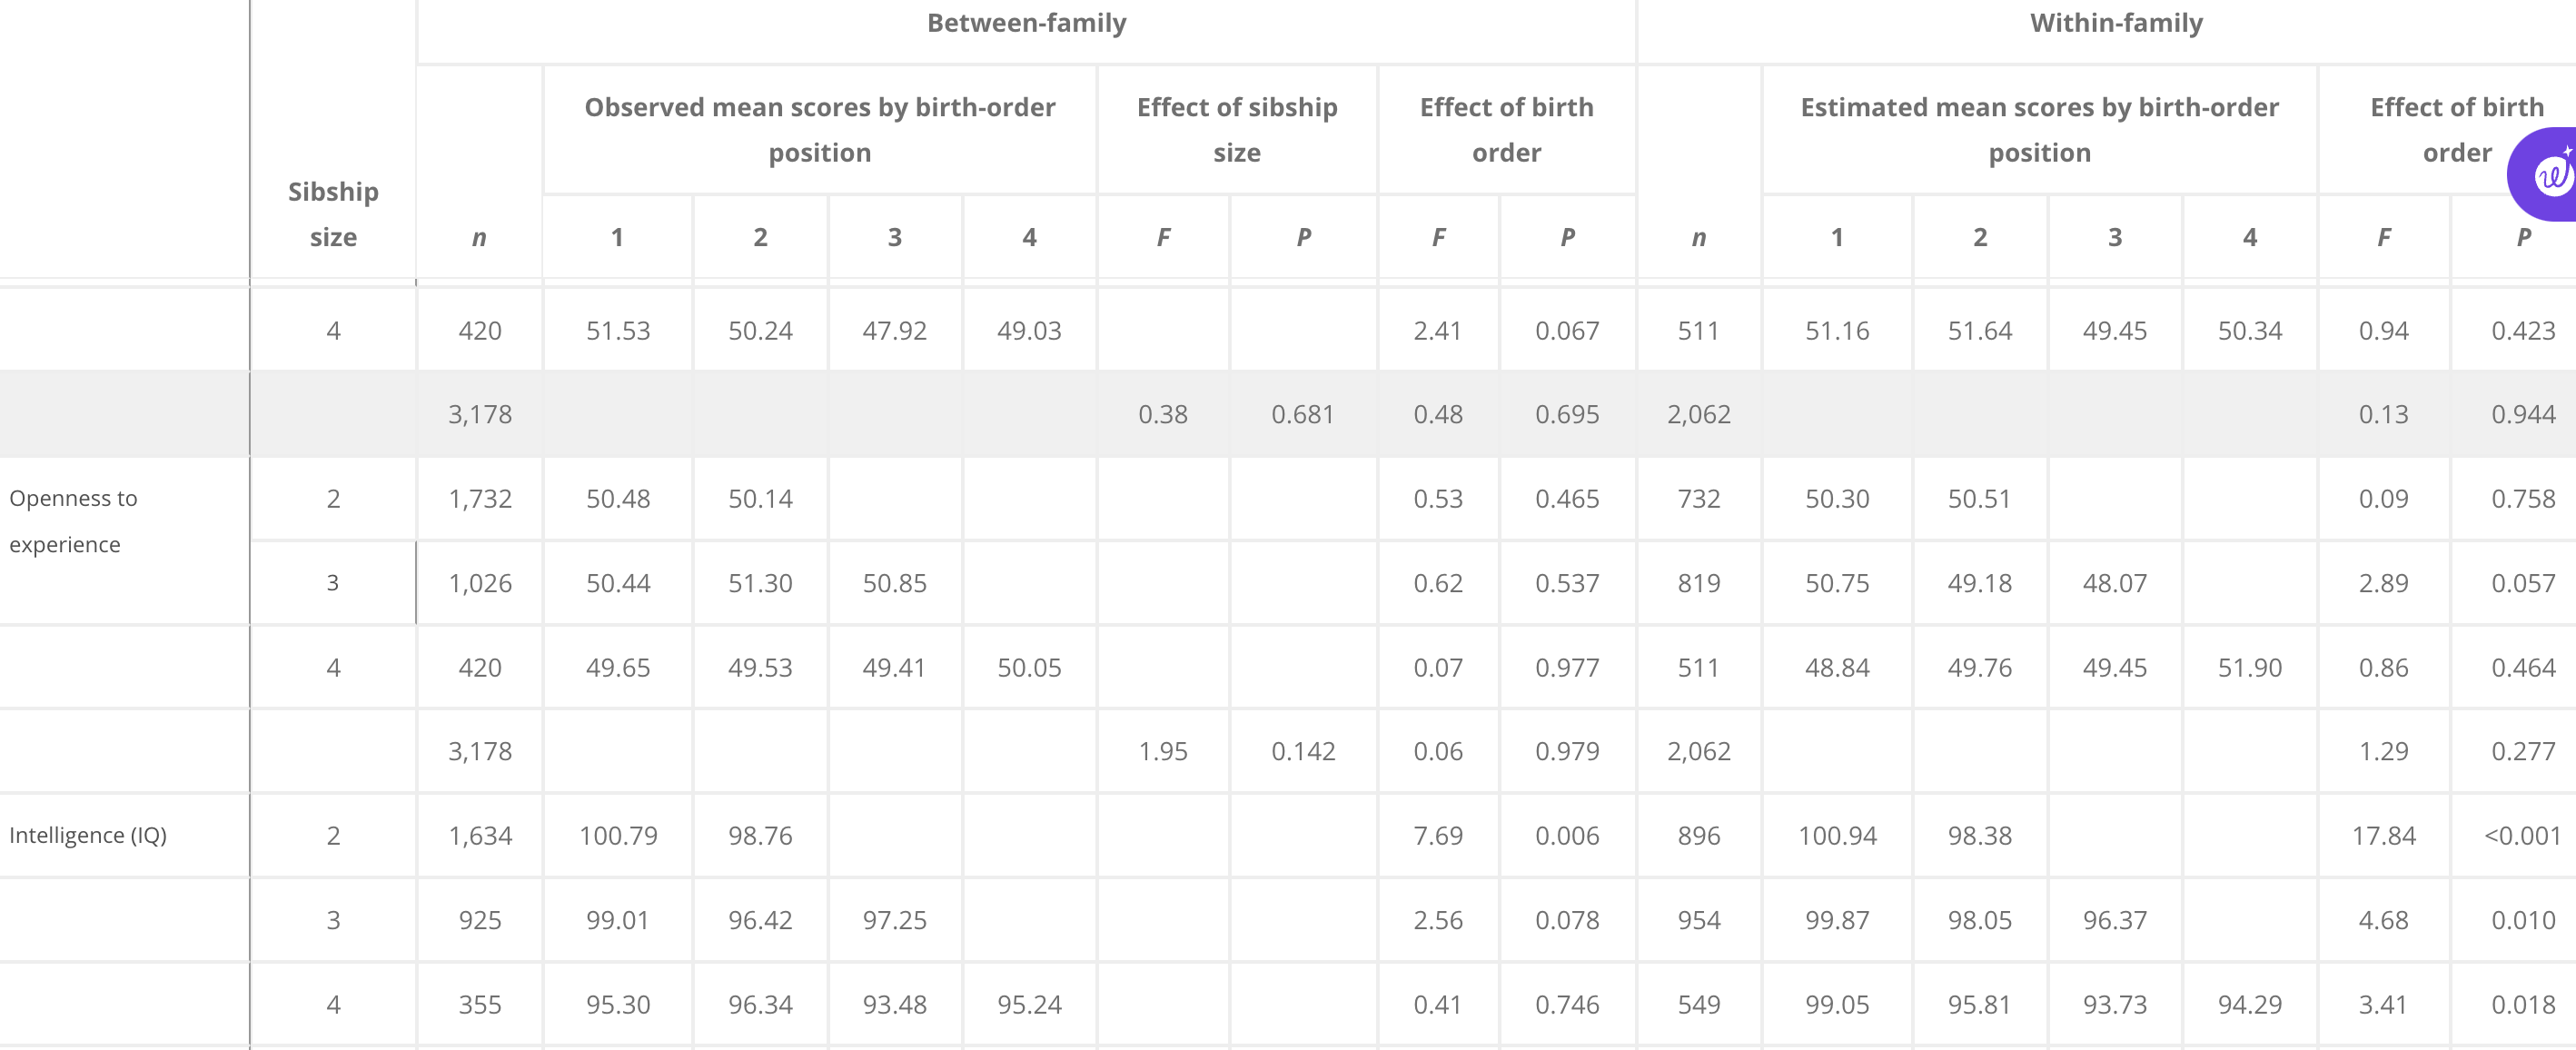 Between-family Within-family
Observed mean scores by birth-order position Effect of sibship size Effect of birth order Estimated mean scores by birth-order position Effect of birth order
Sibship size n 1 2 3 4 F P F P n 1 2 3 4 F P
4 420 51.53 50.24 47.92 49.03 2.41 0.067 511 51.16 51.64 49.45 50.34 0.94 0.423
3,178 0.38 0.681 0.48 0.695 2,062 0.13 0.944
Openness to experience 2 1,732 50.48 50.14 0.53 0.465 732 50.30 50.51 0.09 0.758
3 1,026 50.44 51.30 50.85 0.62 0.537 819 50.75 49.18 48.07 2.89 0.057
4 420 49.65 49.53 49.41 50.05 0.07 0.977 511 48.84 49.76 49.45 51.90 0.86 0.464
3,178 1.95 0.142 0.06 0.979 2,062 1.29 0.277
Intelligence (IQ) 2 1,634 100.79 98.76 7.69 0.006 896 100.94 98.38 17.84 <0.001
3 925 99.01 96.42 97.25 2.56 0.078 954 99.87 98.05 96.37 4.68 0.010
4 355 95.30 96.34 93.48 95.24 0.41 0.746 549 99.05 95.81 93.73 94.29 3.41 0.018